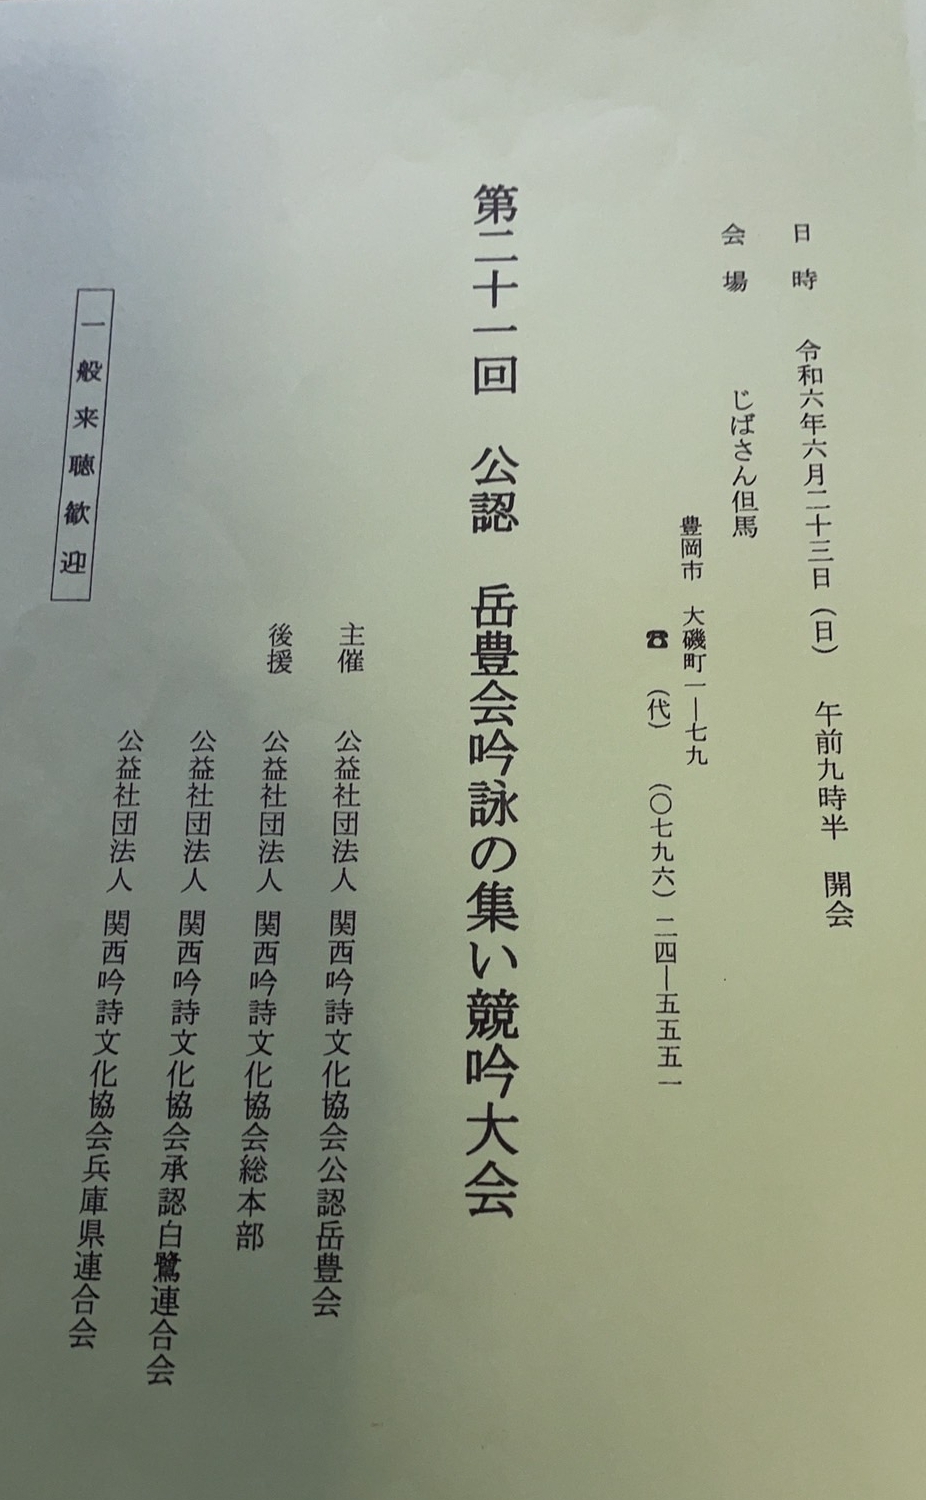 日時 令和六年六月二十三日（日） 午前九時半 開会
会場 じばさん但馬
豊岡市 大磯町一―七九
☎（代）（〇七九六）二四―五五五一
第二十一回 公認 岳豊会吟詠の集い競吟大会
主催 公益社団法人 関西吟詩文化協会公認岳豊会
後援 公益社団法人 関西吟詩文化協会総本部
公益社団法人 関西吟詩文化協会承認白鷺連合会
公益社団法人 関西吟詩文化協会兵庫県連合会
一般来聴歓迎